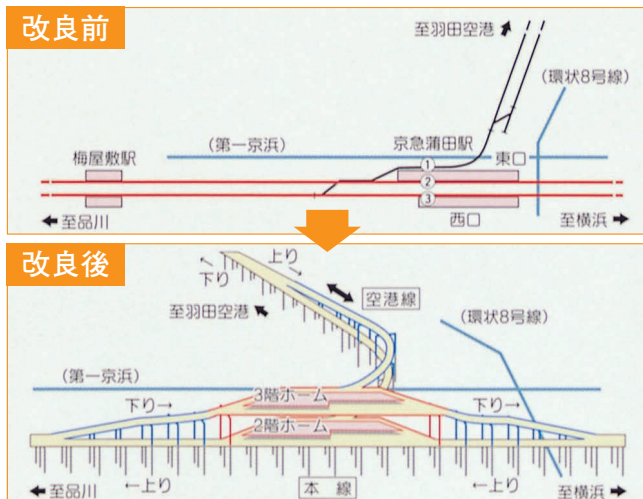 改良前
至羽田空港
(環状8号線)
(第一京浜)
京急蒲田駅
梅屋敷駅
①
東口
②
③
至品川
西口
至横浜
改良後
上り→
←下り
空港線
至羽田空港
(環状8号線)
(第一京浜)
3階ホーム
下り→
下り→
2階ホーム
至品川
←上り
本線
←上り
至横浜